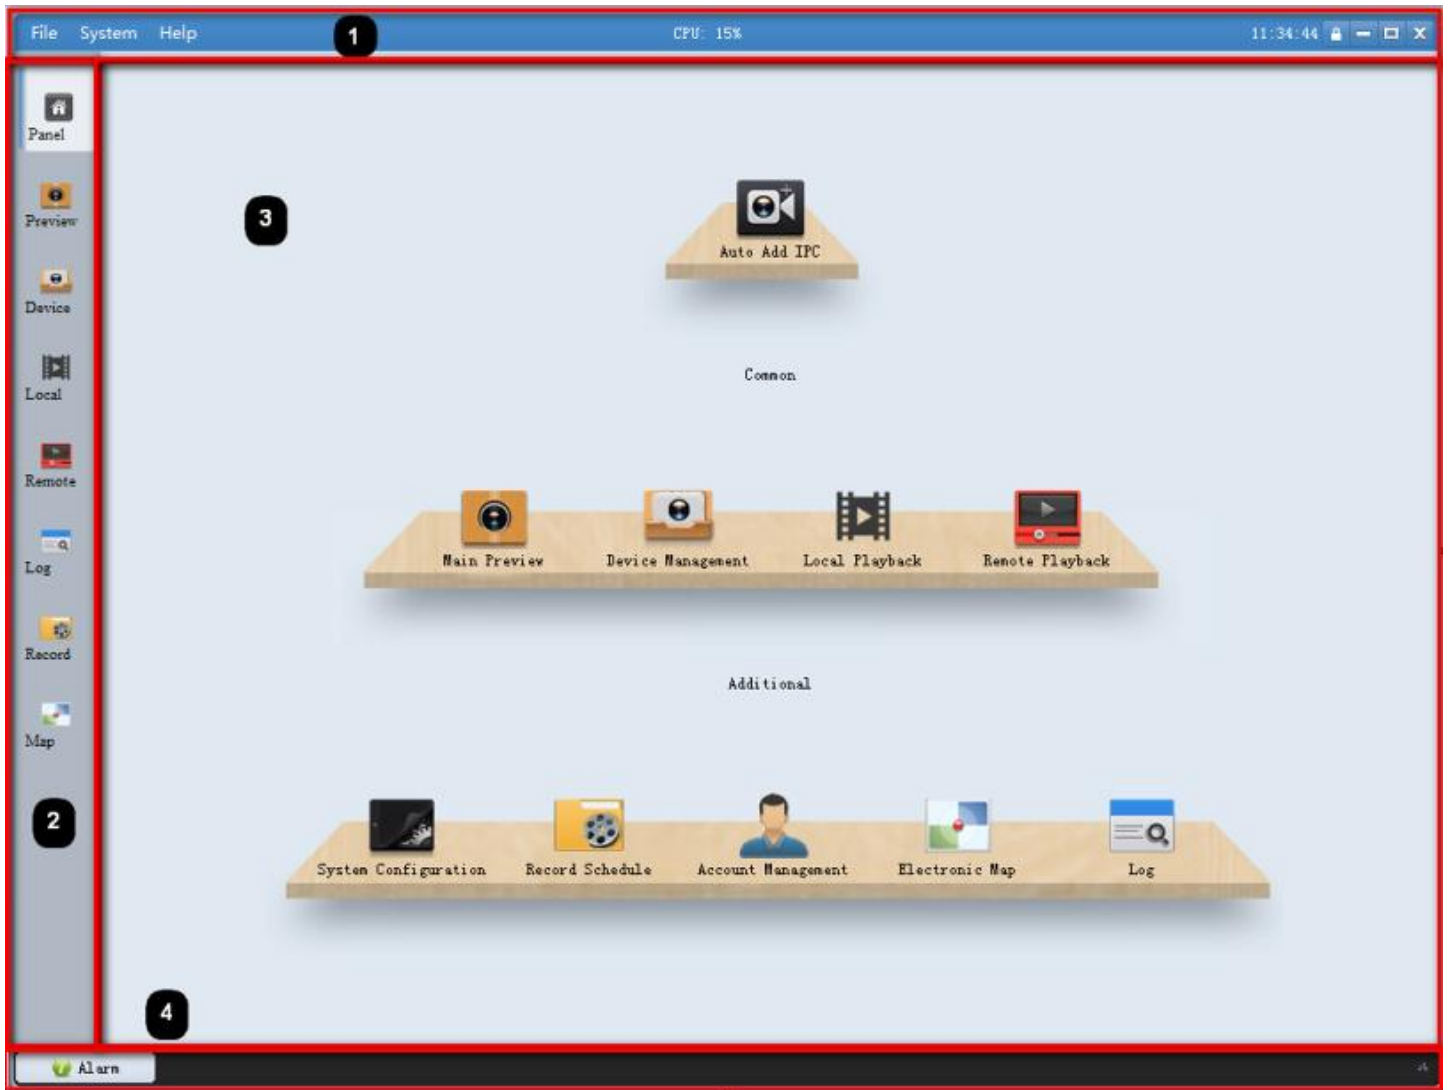 File System Help 1 CPU: 15% 11:34:44
Panel
Preview
Device
Local
Remote
Log
Record
Map
2
3
Auto Add IPC
Common
Main Preview Device Management Local Playback Remote Playback
Additional
System Configuration Record Schedule Account Management Electronic Map Log
4
Alarm